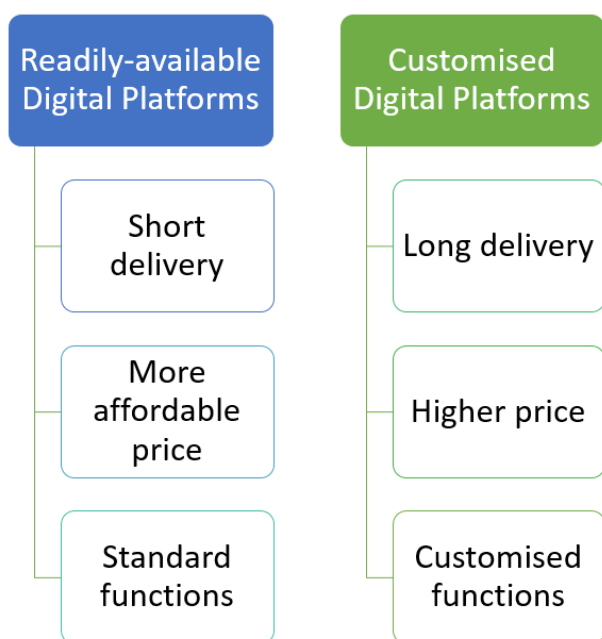 Readily-available
Digital Platforms
Short
delivery
More
affordable
price
Standard
functions
Customised
Digital Platforms
Long delivery
Higher price
Customised
functions